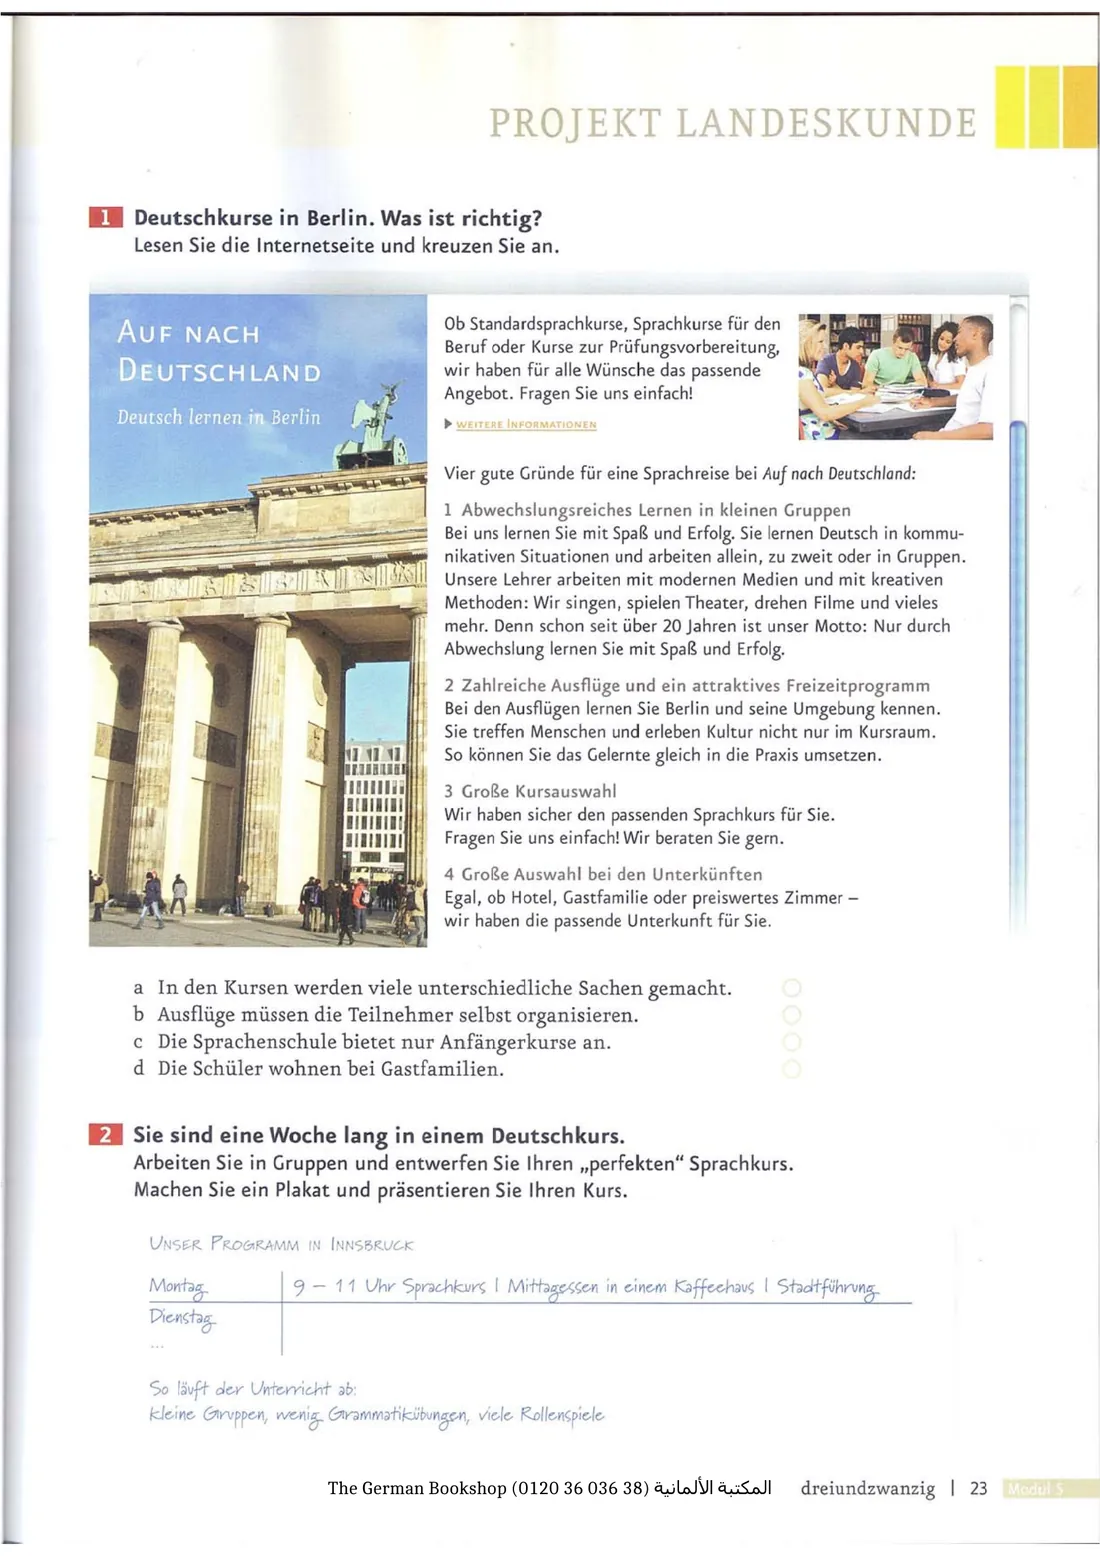 PROJEKT LANDESKUNDE
1 Deutschkurse in Berlin. Was ist richtig?
Lesen Sie die Internetseite und kreuzen Sie an.
AUF NACH
DEUTSCHLAND
Deutsch lernen in Berlin
Ob Standardsprachkurse, Sprachkurse für den
Beruf oder Kurse zur Prüfungsvorbereitung,
wir haben für alle Wünsche das passende
Angebot. Fragen Sie uns einfach!
▶ WEITERE INFORMATIONEN
Vier gute Gründe für eine Sprachreise bei Auf nach Deutschland:
1 Abwechslungsreiches Lernen in kleinen Gruppen
Bei uns lernen Sie mit Spaß und Erfolg. Sie lernen Deutsch in kommu-
nikativen Situationen und arbeiten allein, zu zweit oder in Gruppen.
Unsere Lehrer arbeiten mit modernen Medien und mit kreativen
Methoden: Wir singen, spielen Theater, drehen Filme und vieles
mehr. Denn schon seit über 20 Jahren ist unser Motto: Nur durch
Abwechslung lernen Sie mit Spaß und Erfolg.
2 Zahlreiche Ausflüge und ein attraktives Freizeitprogramm
Bei den Ausflügen lernen Sie Berlin und seine Umgebung kennen.
Sie treffen Menschen und erleben Kultur nicht nur im Kursraum.
So können Sie das Gelernte gleich in die Praxis umsetzen.
3 Große Kursauswahl
Wir haben sicher den passenden Sprachkurs für Sie.
Fragen Sie uns einfach! Wir beraten Sie gern.
4 Große Auswahl bei den Unterkünften
Egal, ob Hotel, Gastfamilie oder preiswertes Zimmer –
wir haben die passende Unterkunft für Sie.
a In den Kursen werden viele unterschiedliche Sachen gemacht.
b Ausflüge müssen die Teilnehmer selbst organisieren.
c Die Sprachenschule bietet nur Anfängerkurse an.
d Die Schüler wohnen bei Gastfamilien.
2 Sie sind eine Woche lang in einem Deutschkurs.
Arbeiten Sie in Gruppen und entwerfen Sie Ihren „perfekten“ Sprachkurs.
Machen Sie ein Plakat und präsentieren Sie Ihren Kurs.
UNSER PROGRAMM IN INNSBRUCK
Montag 9 – 11 Uhr Sprachkurs | Mittagessen in einem Kaffeehaus | Stadtführung
Dienstag
...
So läuft der Unterricht ab:
kleine Gruppen, wenig Grammatikübungen, viele Rollenspiele
The German Bookshop (0120 36 036 38) المكتبة الألمانية dreiundzwanzig | 23 Modul 5